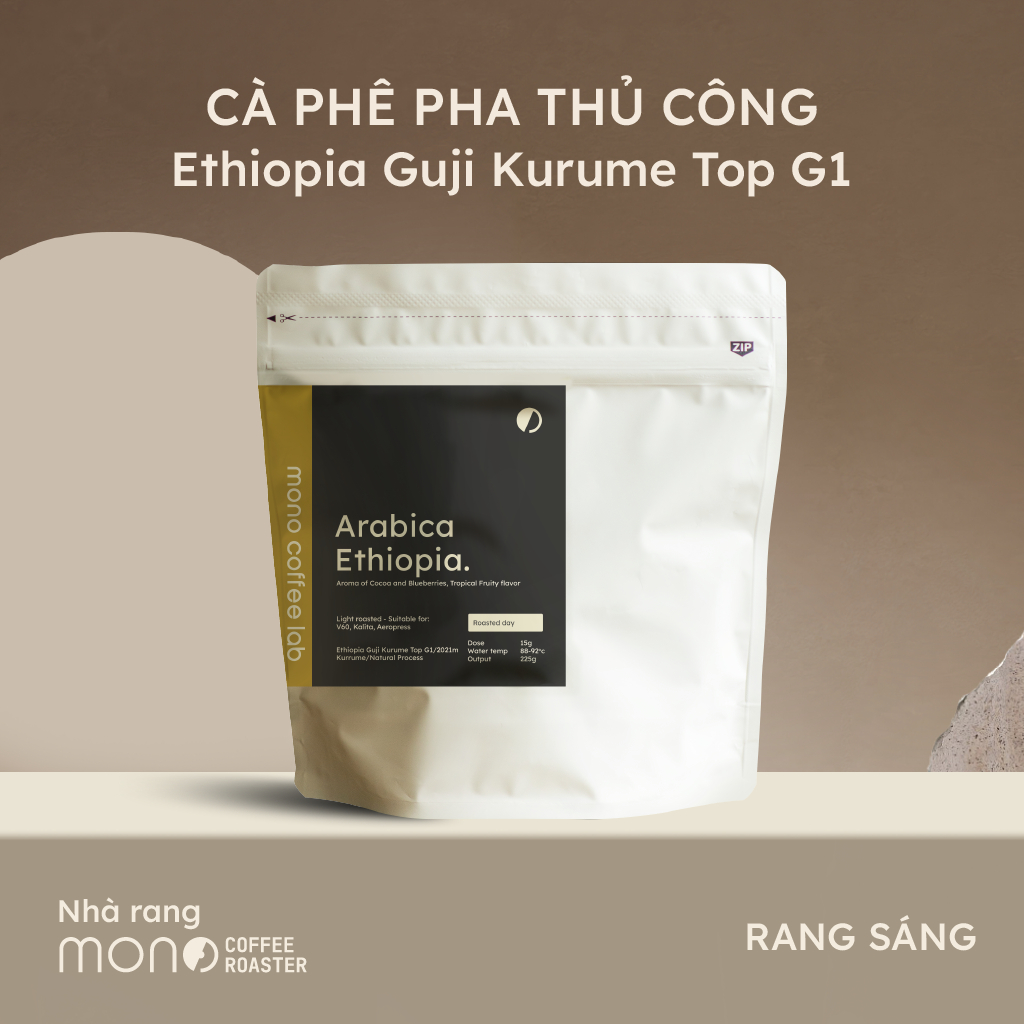 CÀ PHÊ PHA THỦ CÔNG
Ethiopia Guji Kurume Top G1
ZIP
mono coffee lab
Arabica
Ethiopia.
Aroma of Cocoa and Blueberries, Tropical Fruity flavor
Light roasted - Suitable for:
V60, Kalita, Aeropress
Roasted day
Ethiopia Guji Kurume Top G1/2021m
Kurrume/Natural Process
Dose 15g
Water temp 88-92°c
Output 225g
Nhà rang
mono COFFEE
ROASTER
RANG SÁNG